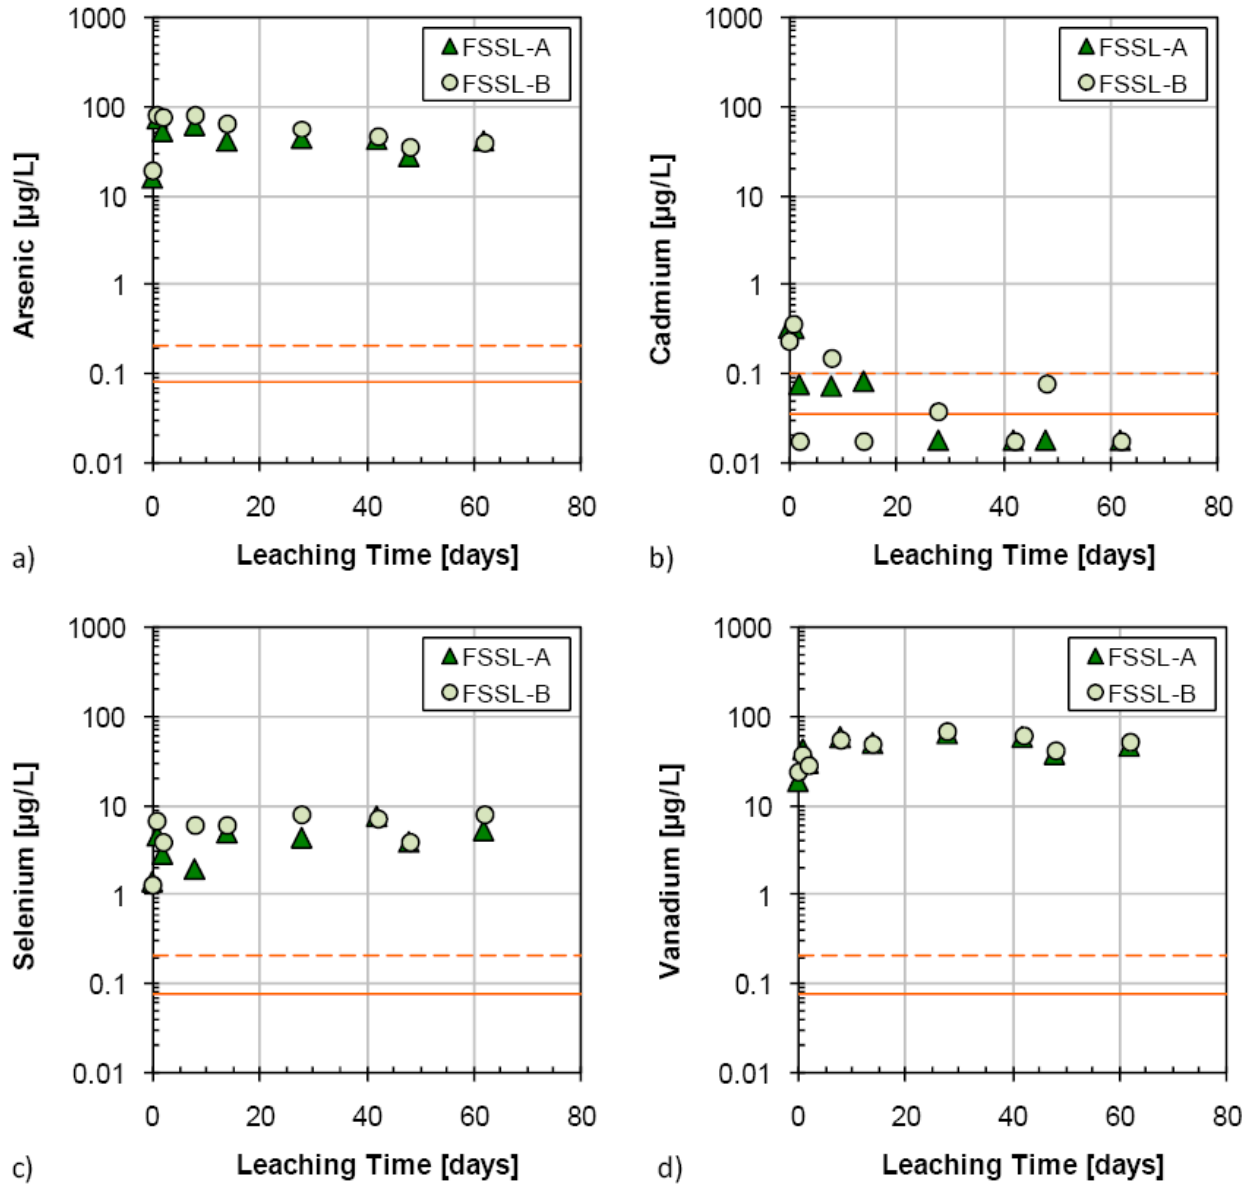 1000
100
10
1
0.1
0.01
Arsenic [µg/L]
FSSL-A
FSSL-B
0 20 40 60 80
Leaching Time [days]
a)
1000
100
10
1
0.1
0.01
Cadmium [µg/L]
FSSL-A
FSSL-B
0 20 40 60 80
Leaching Time [days]
b)
1000
100
10
1
0.1
0.01
Selenium [µg/L]
FSSL-A
FSSL-B
0 20 40 60 80
Leaching Time [days]
c)
1000
100
10
1
0.1
0.01
Vanadium [µg/L]
FSSL-A
FSSL-B
0 20 40 60 80
Leaching Time [days]
d)